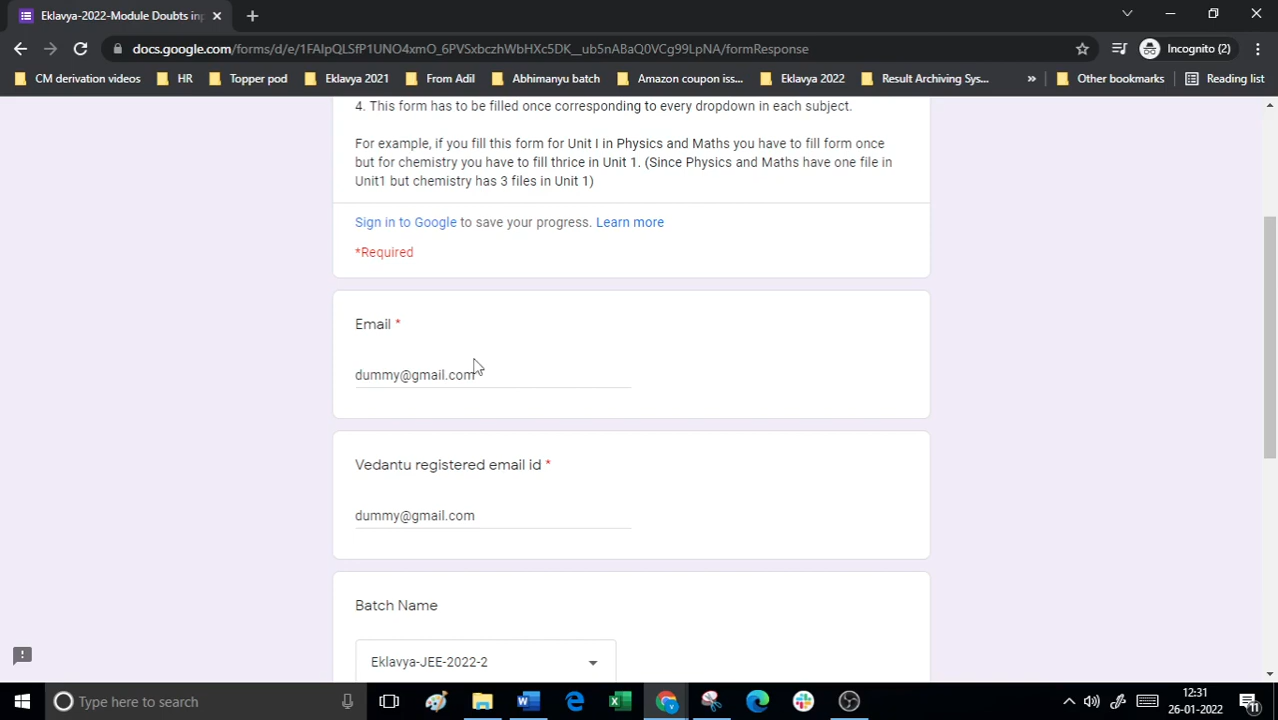 Eklavya-2022-Module Doubts inp
docs.google.com/forms/d/e/1FAIpQLSfP1UNO4xmO_6PVSxbczhWbHXc5DK__ub5nABaQ0VCg99LpNA/formResponse
Incognito (2)
CM derivation videos
HR
Topper pod
Eklavya 2021
From Adil
Abhimanyu batch
Amazon coupon iss...
Eklavya 2022
Result Archiving Sys...
»
Other bookmarks
Reading list
4. This form has to be filled once corresponding to every dropdown in each subject.
For example, if you fill this form for Unit I in Physics and Maths you have to fill form once
but for chemistry you have to fill thrice in Unit 1. (Since Physics and Maths have one file in
Unit1 but chemistry has 3 files in Unit 1)
Sign in to Google to save your progress. Learn more
*Required
Email *
dummy@gmail.com
Vedantu registered email id *
dummy@gmail.com
Batch Name
Eklavya-JEE-2022-2
Type here to search
12:31
26-01-2022
11